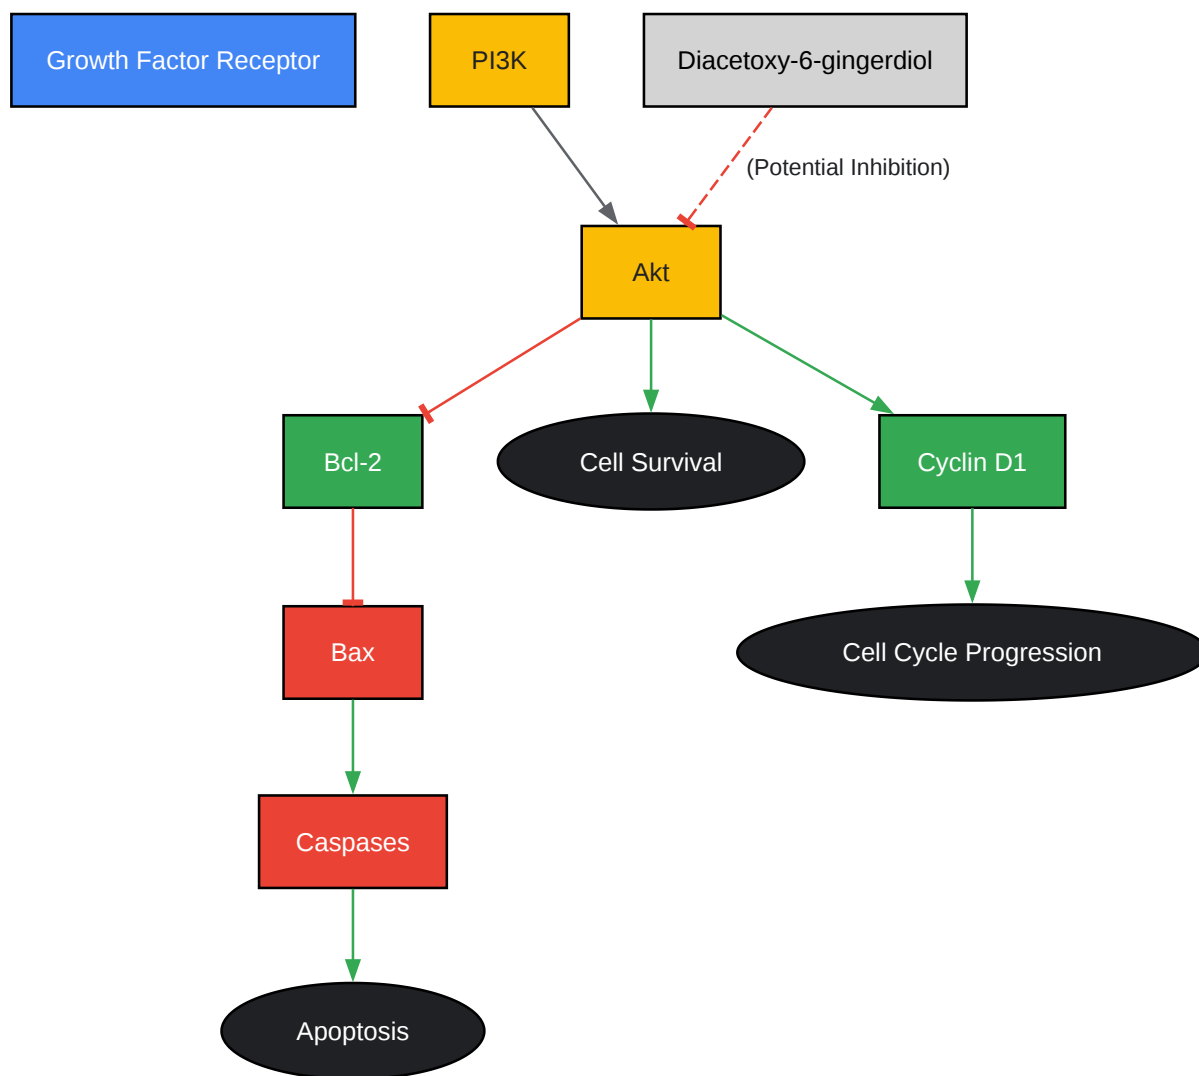 Growth Factor Receptor
PI3K
Diacetoxy-6-gingerdiol
(Potential Inhibition)
Akt
Bcl-2
Cell Survival
Cyclin D1
Bax
Cell Cycle Progression
Caspases
Apoptosis